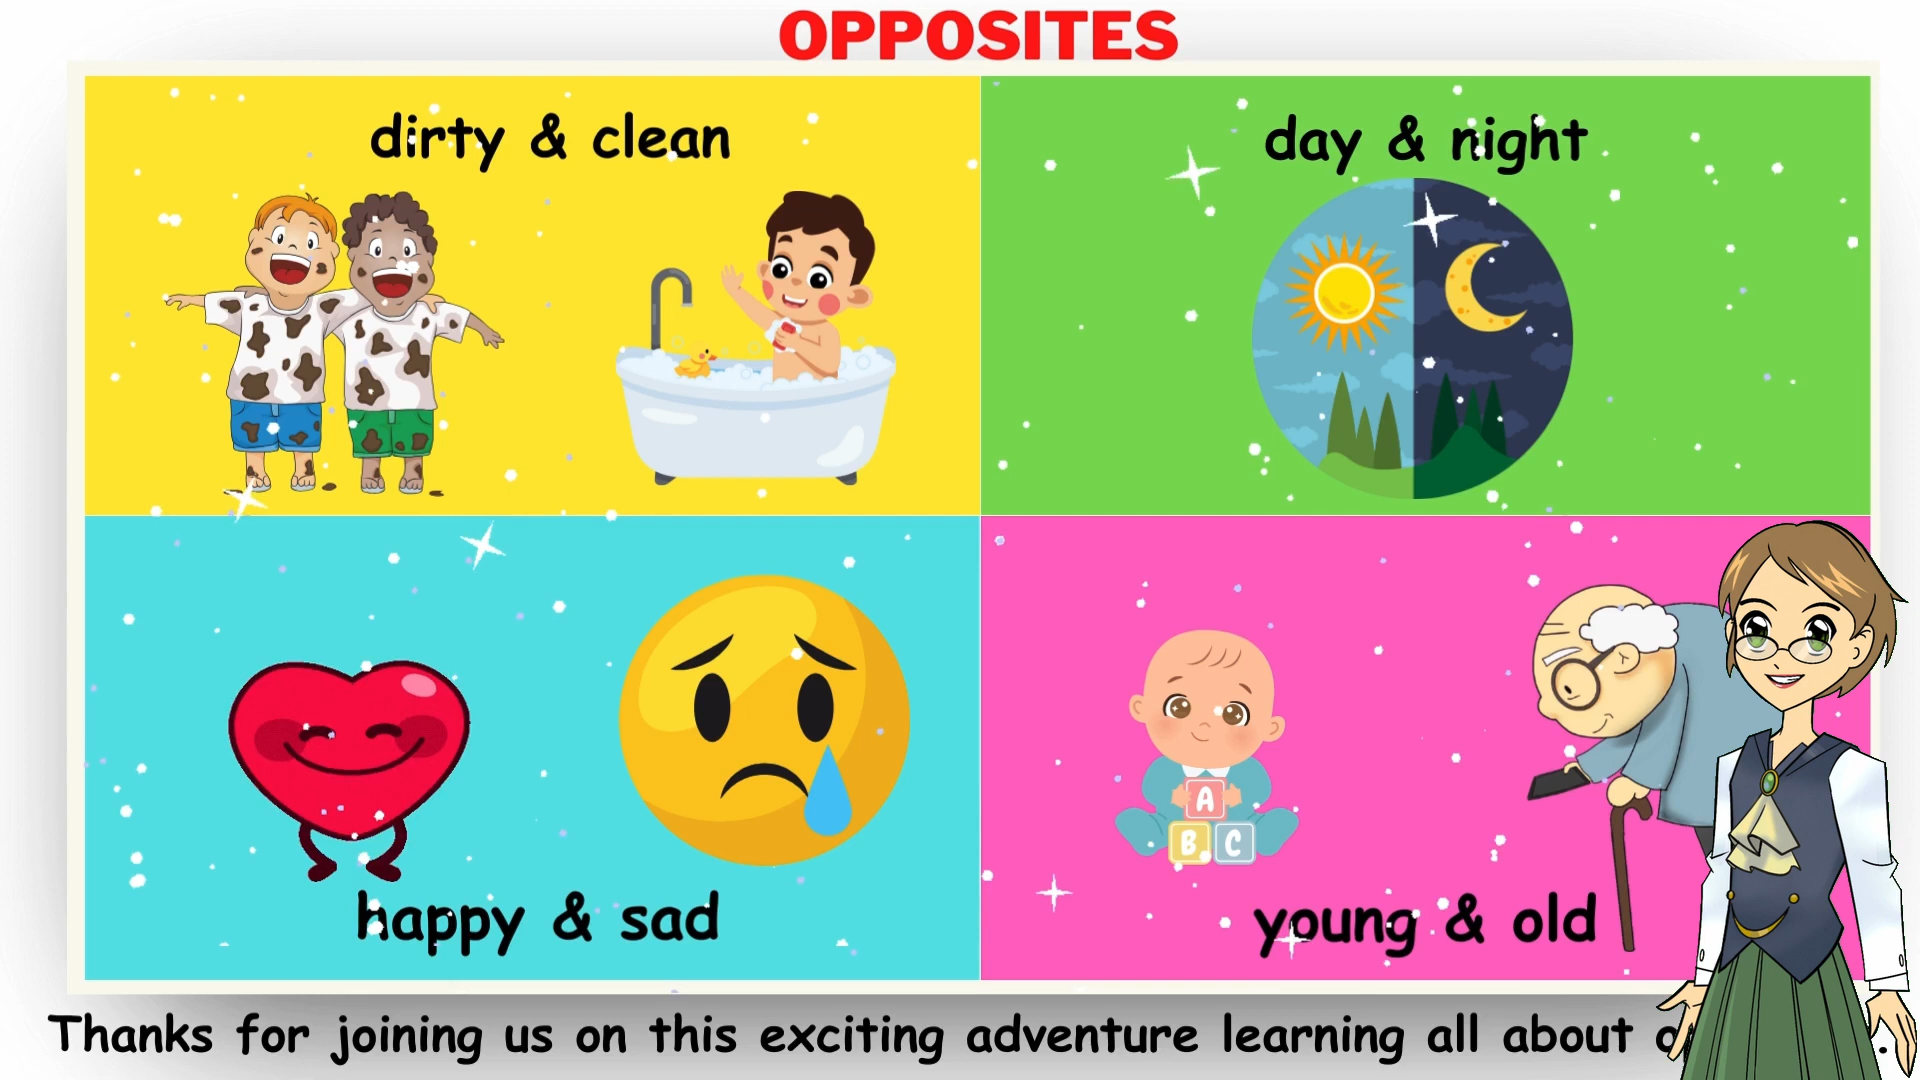 OPPOSITES
dirty & clean
day & night
A
B C
happy & sad
young & old
Thanks for joining us on this exciting adventure learning all about